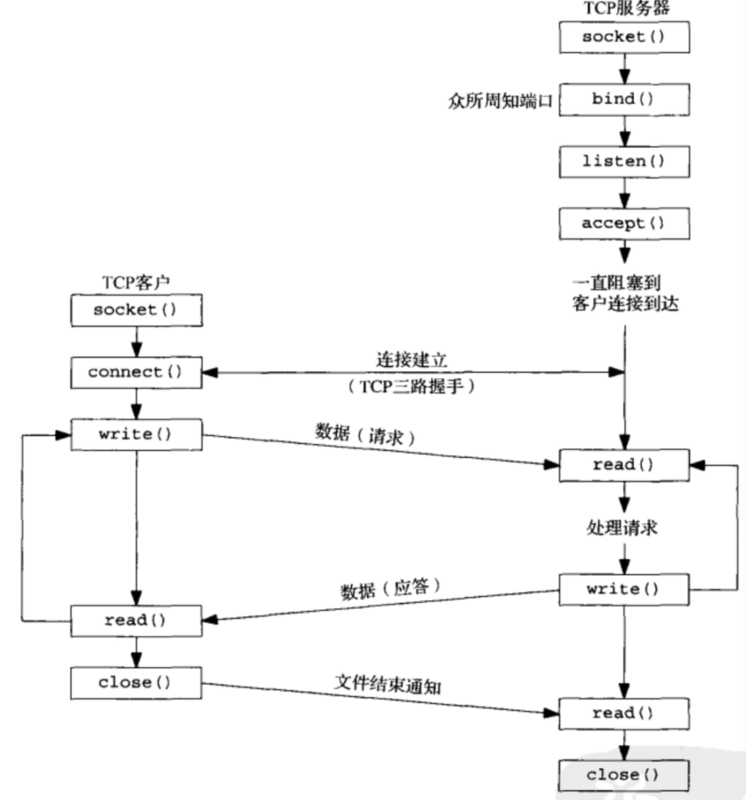 TCP服务器
socket()
众所周知端口
bind()
listen()
accept()
一直阻塞到
客户连接到达
TCP客户
socket()
connect()
连接建立
（TCP三路握手）
write()
数据（请求）
read()
处理请求
write()
数据（应答）
read()
close()
文件结束通知
read()
close()